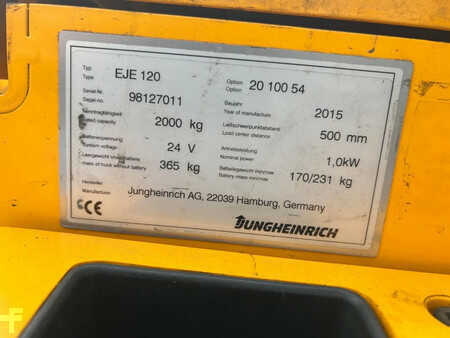 Typ
Type
EJE 120
Option
Option
20 100 54
Serial-Nr.
Serial-no.
98127011
Baujahr
Year of manufacture
2015
Nenntragfähigkeit
Rated capacity
2000 kg
Lastschwerpunktabstand
Load center distance
500 mm
Batteriespannung
System voltage
24 V
Antriebsleistung
Nominal power
1,0kW
Leergewicht ohne Batterie
mass of truck without battery
365 kg
Batteriegewicht min/max
Battery mass min/max
170/231 kg
Hersteller
Manufacturer
Jungheinrich AG, 22039 Hamburg, Germany
CE
JUNGHEINRICH